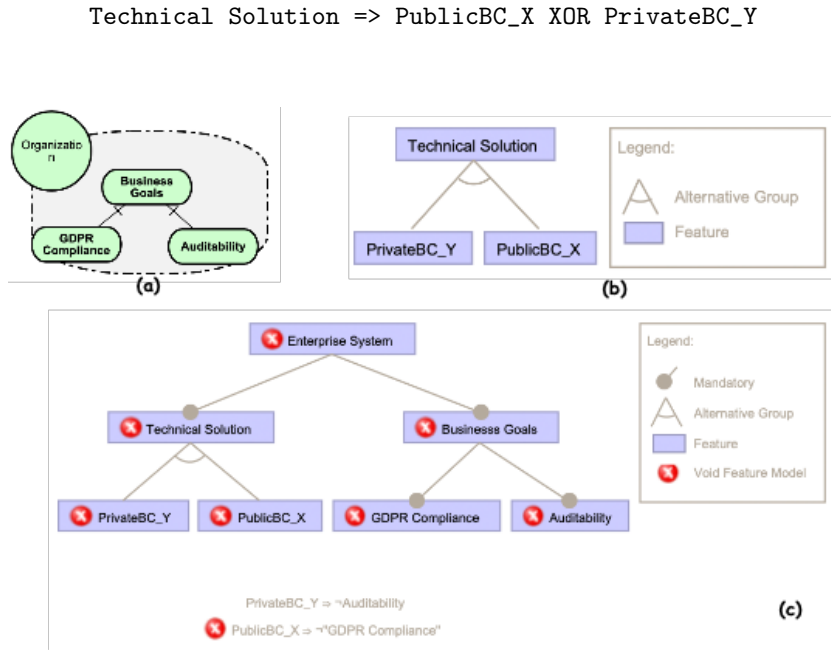 Technical Solution => PublicBC_X XOR PrivateBC_Y
Organizatio
n
Business
Goals
GDPR
Compliance
Auditability
(a)
Technical Solution
PrivateBC_Y
PublicBC_X
Legend:
Alternative Group
Feature
(b)
Enterprise System
Technical Solution
Businesss Goals
PrivateBC_Y
PublicBC_X
GDPR Compliance
Auditability
Legend:
Mandatory
Alternative Group
Feature
Void Feature Model
PrivateBC_Y ⇒ ¬Auditability
PublicBC_X ⇒ ¬"GDPR Compliance"
(c)